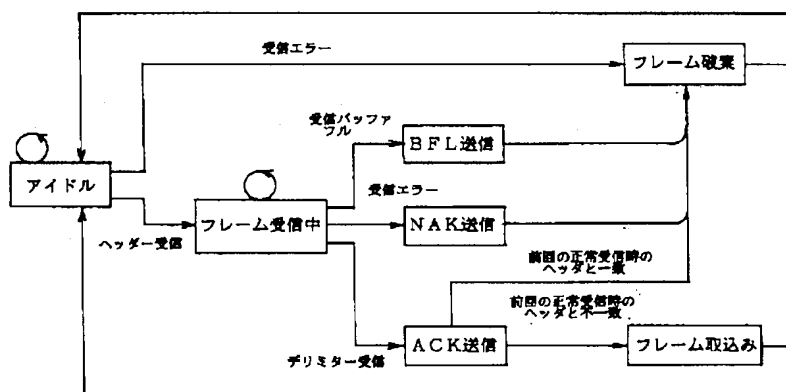 受信エラー
フレーム破棄
受信バッファ
フル
BFL送信
アイドル
受信エラー
ヘッダー受信
フレーム受信中
NAK送信
前回の正常受信時の
ヘッダと一致
前回の正常受信時の
ヘッダと不一致
デリミター受信
ACK送信
フレーム取込み